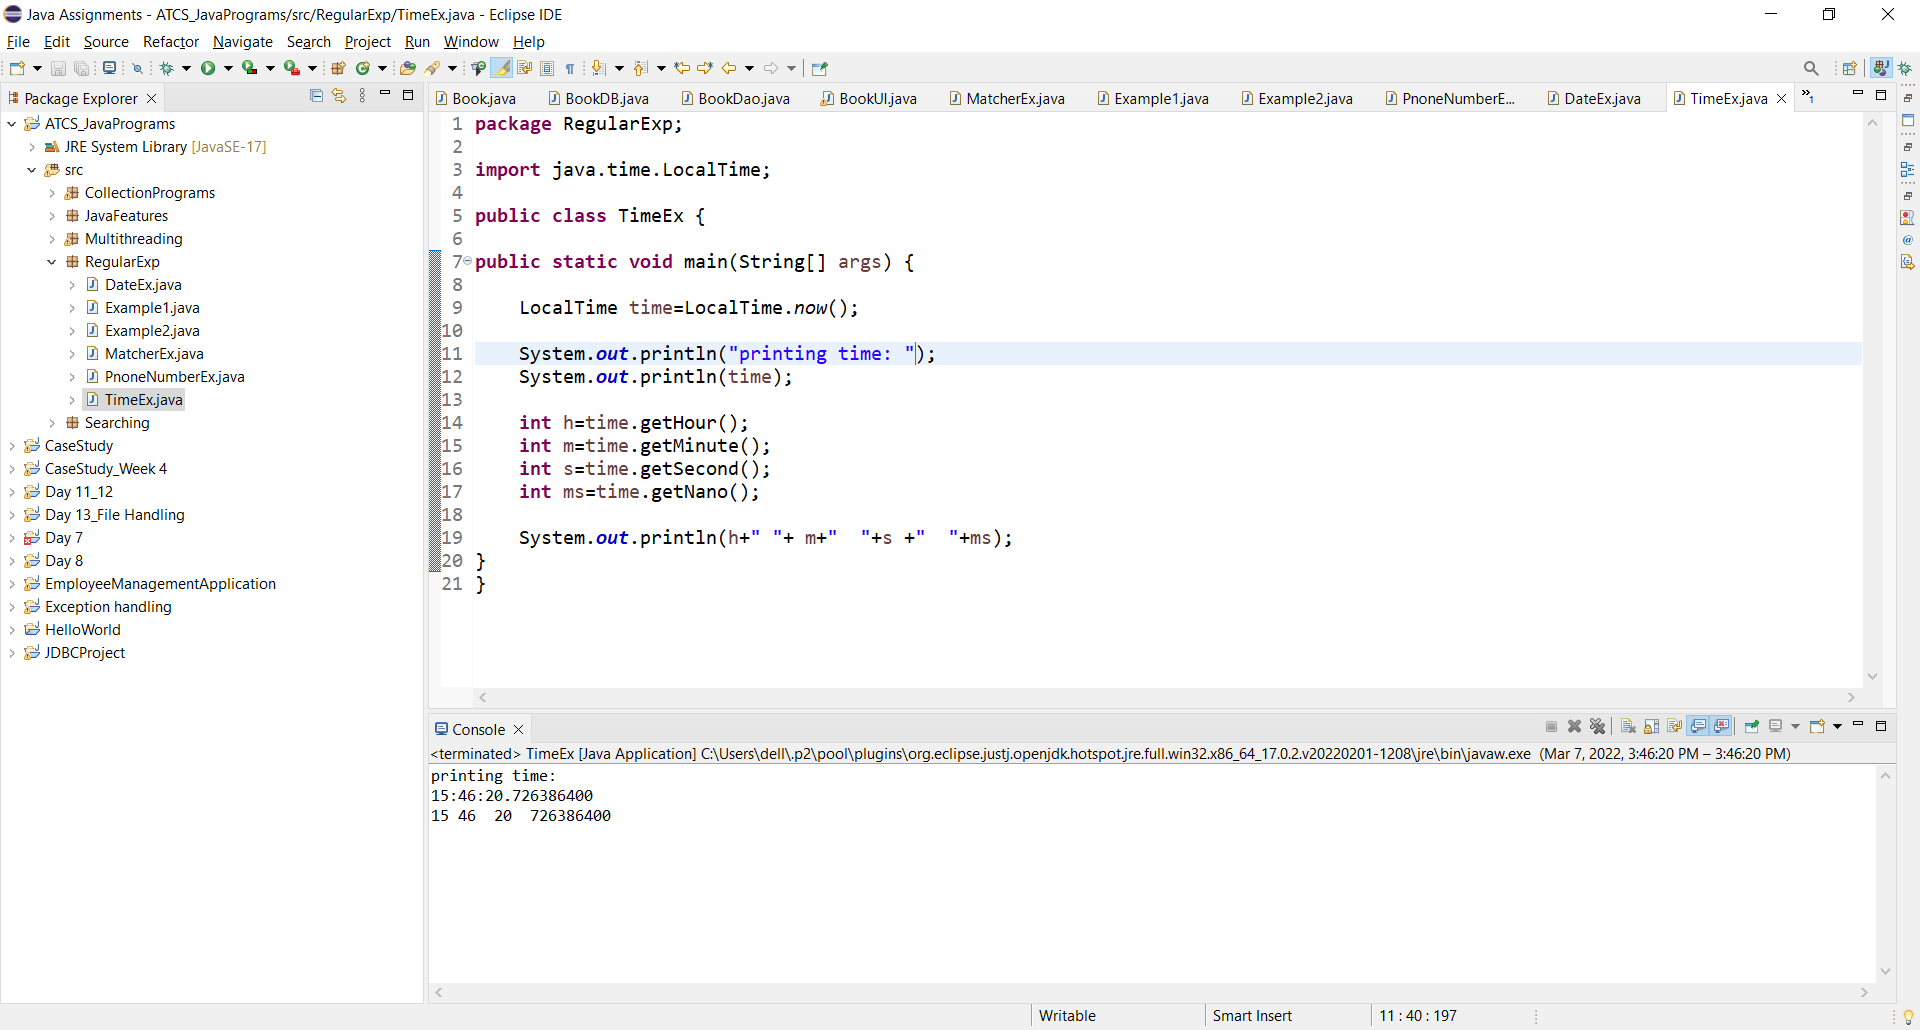 Java Assignments - ATCS_JavaPrograms/src/RegularExp/TimeEx.java - Eclipse IDE
File Edit Source Refactor Navigate Search Project Run Window Help
Package Explorer
ATCS_JavaPrograms
JRE System Library [JavaSE-17]
src
CollectionPrograms
JavaFeatures
Multithreading
RegularExp
DateEx.java
Example1.java
Example2.java
MatcherEx.java
PnoneNumberEx.java
TimeEx.java
Searching
CaseStudy
CaseStudy_Week 4
Day 11_12
Day 13_File Handling
Day 7
Day 8
EmployeeManagementApplication
Exception handling
HelloWorld
JDBCProject
Book.java BookDB.java BookDao.java BookUI.java MatcherEx.java Example1.java Example2.java PnoneNumberE... DateEx.java TimeEx.java »1
1 package RegularExp;
2
3 import java.time.LocalTime;
4
5 public class TimeEx {
6
7 public static void main(String[] args) {
8
9     LocalTime time=LocalTime.now();
10
11     System.out.println("printing time: ");
12     System.out.println(time);
13
14     int h=time.getHour();
15     int m=time.getMinute();
16     int s=time.getSecond();
17     int ms=time.getNano();
18
19     System.out.println(h+" "+ m+"  "+s +"  "+ms);
20 }
21 }
Console
<terminated> TimeEx [Java Application] C:\Users\dell\.p2\pool\plugins\org.eclipse.justj.openjdk.hotspot.jre.full.win32.x86_64_17.0.2.v20220201-1208\jre\bin\javaw.exe (Mar 7, 2022, 3:46:20 PM – 3:46:20 PM)
printing time:
15:46:20.726386400
15 46  20  726386400
Writable Smart Insert 11 : 40 : 197